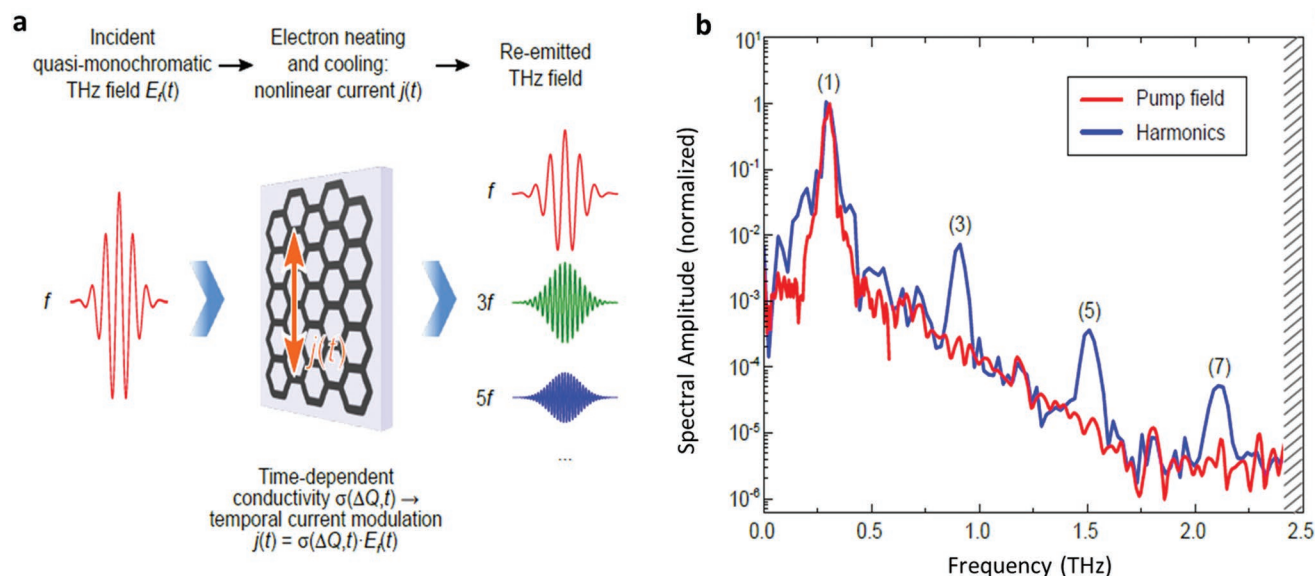 a
Incident
quasi-monochromatic
THz field E_f(t)
Electron heating
and cooling:
nonlinear current j(t)
Re-emitted
THz field
f
j(t)
f
3f
5f
...
Time-dependent
conductivity σ(ΔQ,t) →
temporal current modulation
j(t) = σ(ΔQ,t)·E_f(t)
b
Spectral Amplitude (normalized)
10¹
1
10⁻¹
10⁻²
10⁻³
10⁻⁴
10⁻⁵
10⁻⁶
(1)
(3)
(5)
(7)
Pump field
Harmonics
0.0 0.5 1.0 1.5 2.0 2.5
Frequency (THz)